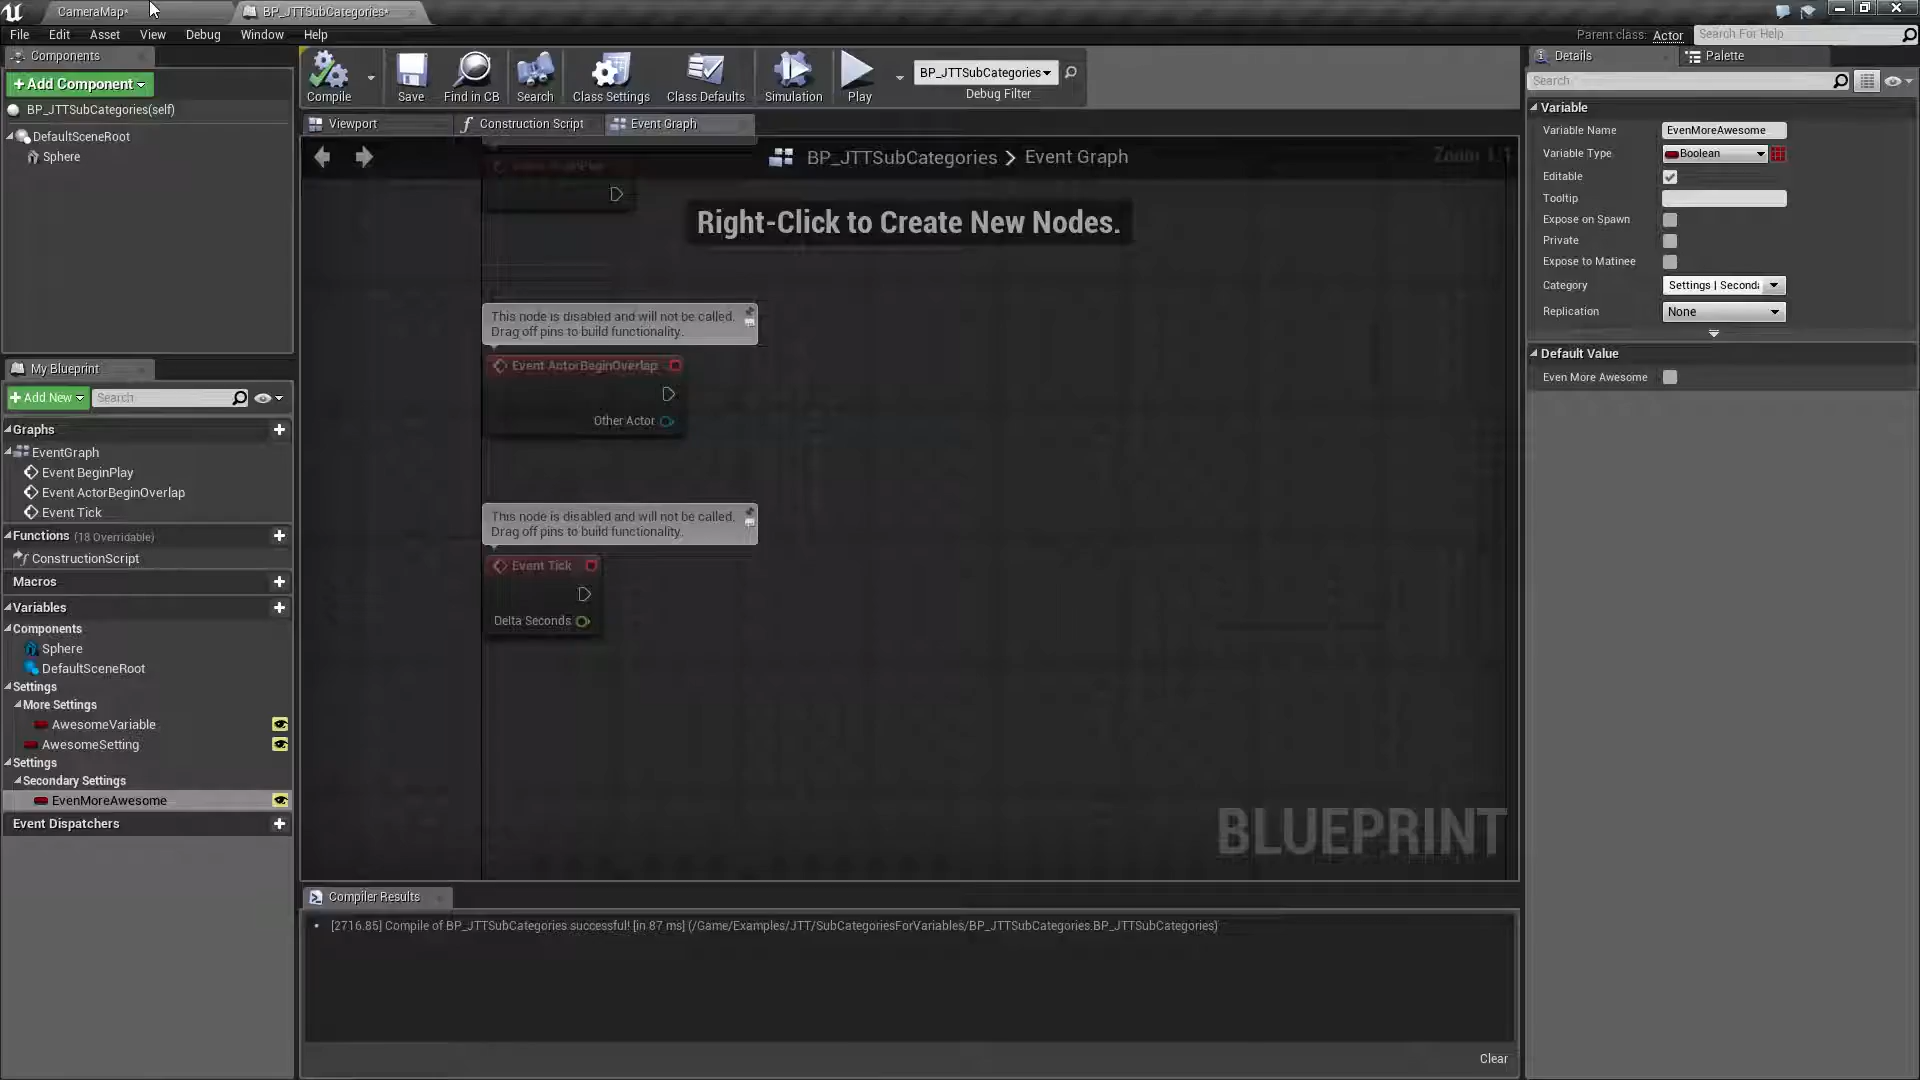 CameraMap*
BP_JTTSubCategories*
File Edit Asset View Debug Window Help
Parent class: Actor
Search For Help
Components
+Add Component
BP_JTTSubCategories(self)
DefaultSceneRoot
Sphere
My Blueprint
+Add New
Search
Graphs
EventGraph
Event BeginPlay
Event ActorBeginOverlap
Event Tick
Functions (18 Overridable)
ConstructionScript
Macros
Variables
Components
Sphere
DefaultSceneRoot
Settings
More Settings
AwesomeVariable
AwesomeSetting
Settings
Secondary Settings
EvenMoreAwesome
Event Dispatchers
Compile
Save
Find in CB
Search
Class Settings
Class Defaults
Simulation
Play
BP_JTTSubCategories
Debug Filter
Viewport
Construction Script
Event Graph
BP_JTTSubCategories > Event Graph
Zoom 1:1
Right-Click to Create New Nodes.
This node is disabled and will not be called.
Drag off pins to build functionality.
Event ActorBeginOverlap
Other Actor
This node is disabled and will not be called.
Drag off pins to build functionality.
Event Tick
Delta Seconds
BLUEPRINT
Compiler Results
[2716.85] Compile of BP_JTTSubCategories successful! [in 87 ms] (/Game/Examples/JTT/SubCategoriesForVariables/BP_JTTSubCategories.BP_JTTSubCategories)
Clear
Details
Palette
Search
Variable
Variable Name EvenMoreAwesome
Variable Type Boolean
Editable
Tooltip
Expose on Spawn
Private
Expose to Matinee
Category Settings | Second
Replication None
Default Value
Even More Awesome